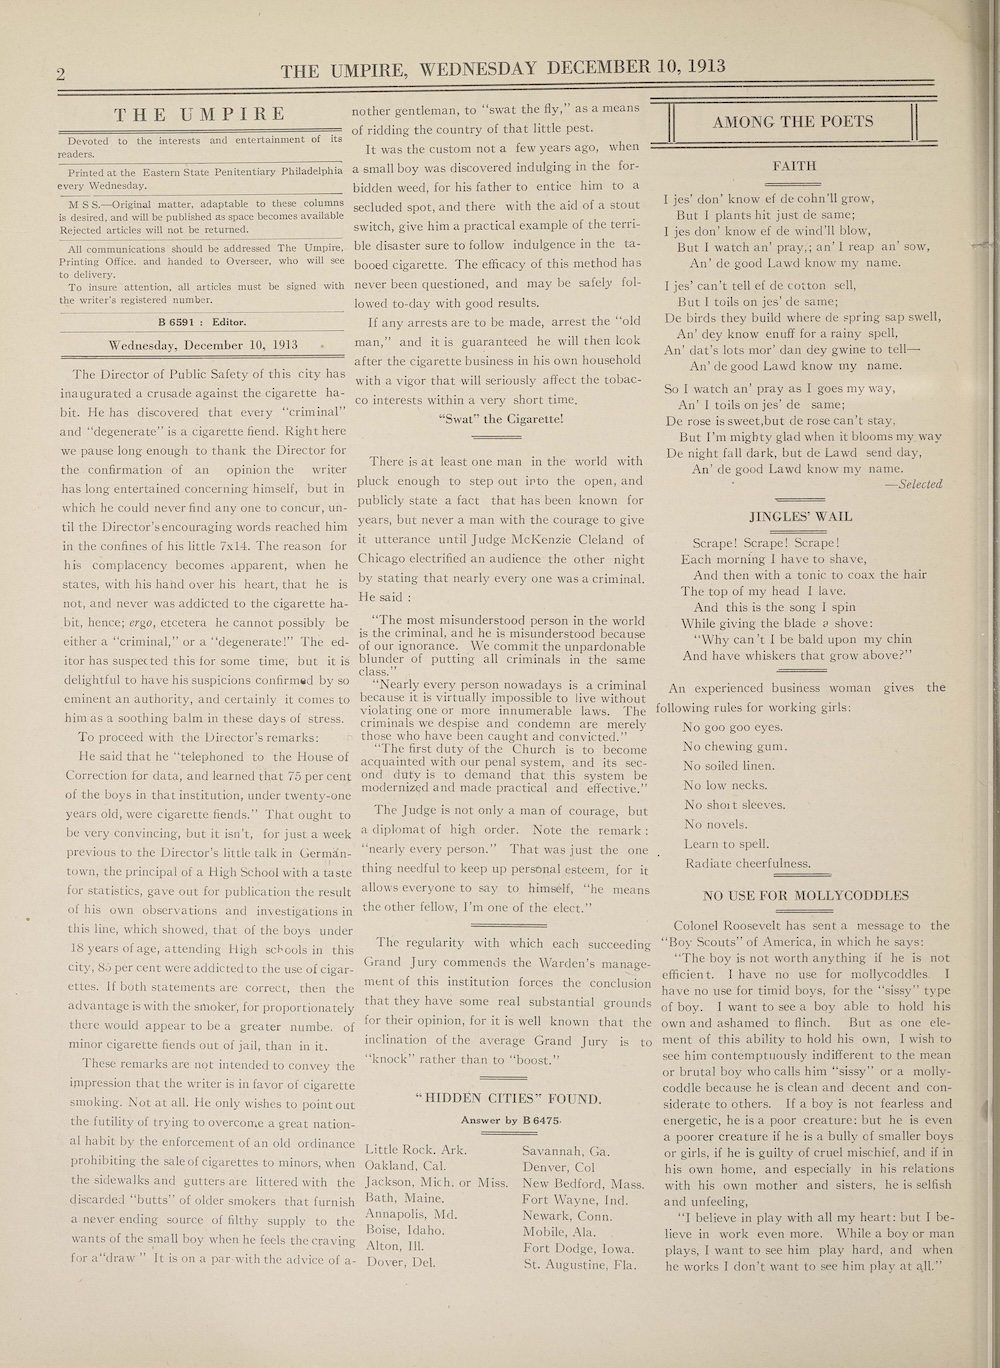 2
THE UMPIRE, WEDNESDAY DECEMBER 10, 1913
THE UMPIRE
Devoted to the interests and entertainment of its
readers.
Printed at the Eastern State Penitentiary Philadelphia
every Wednesday.
M S S.—Original matter, adaptable to these columns
is desired, and will be published as space becomes available
Rejected articles will not be returned.
All communications should be addressed The Umpire,
Printing Office. and handed to Overseer, who will see
to delivery.
To insure attention, all articles must be signed with
the writer's registered number.
B 6591 : Editor.
Wednesday, December 10, 1913
The Director of Public Safety of this city has
inaugurated a crusade against the cigarette ha-
bit. He has discovered that every "criminal"
and "degenerate" is a cigarette fiend. Right here
we pause long enough to thank the Director for
the confirmation of an opinion the writer
has long entertained concerning himself, but in
which he could never find any one to concur, un-
til the Director's encouraging words reached him
in the confines of his little 7x14. The reason for
his complacency becomes apparent, when he
states, with his hand over his heart, that he is
not, and never was addicted to the cigarette ha-
bit, hence; ergo, etcetera he cannot possibly be
either a "criminal," or a "degenerate!" The ed-
itor has suspected this for some time, but it is
delightful to have his suspicions confirmed by so
eminent an authority, and certainly it comes to
him as a soothing balm in these days of stress.
To proceed with the Director's remarks:
He said that he "telephoned to the House of
Correction for data, and learned that 75 per cent
of the boys in that institution, under twenty-one
years old, were cigarette fiends." That ought to
be very convincing, but it isn't, for just a week
previous to the Director's little talk in German-
town, the principal of a High School with a taste
for statistics, gave out for publication the result
of his own observations and investigations in
this line, which showed, that of the boys under
18 years of age, attending High schools in this
city, 85 per cent were addicted to the use of cigar-
ettes. If both statements are correct, then the
advantage is with the smoker, for proportionately
there would appear to be a greater numbe. of
minor cigarette fiends out of jail, than in it.
These remarks are not intended to convey the
impression that the writer is in favor of cigarette
smoking. Not at all. He only wishes to point out
the futility of trying to overcome a great nation-
al habit by the enforcement of an old ordinance
prohibiting the sale of cigarettes to minors, when
the sidewalks and gutters are littered with the
discarded "butts" of older smokers that furnish
a never ending source of filthy supply to the
wants of the small boy when he feels the craving
for a "draw " It is on a par with the advice of a-
nother gentleman, to "swat the fly," as a means
of ridding the country of that little pest.
It was the custom not a few years ago, when
a small boy was discovered indulging in the for-
bidden weed, for his father to entice him to a
secluded spot, and there with the aid of a stout
switch, give him a practical example of the terri-
ble disaster sure to follow indulgence in the ta-
booed cigarette. The efficacy of this method has
never been questioned, and may be safely fol-
lowed to-day with good results.
If any arrests are to be made, arrest the "old
man," and it is guaranteed he will then look
after the cigarette business in his own household
with a vigor that will seriously affect the tobac-
co interests within a very short time.
"Swat" the Cigarette!
There is at least one man in the world with
pluck enough to step out into the open, and
publicly state a fact that has been known for
years, but never a man with the courage to give
it utterance until Judge McKenzie Cleland of
Chicago electrified an audience the other night
by stating that nearly every one was a criminal.
He said :
"The most misunderstood person in the world
is the criminal, and he is misunderstood because
of our ignorance. We commit the unpardonable
blunder of putting all criminals in the same
class."
"Nearly every person nowadays is a criminal
because it is virtually impossible to live without
violating one or more innumerable laws. The
criminals we despise and condemn are merely
those who have been caught and convicted."
"The first duty of the Church is to become
acquainted with our penal system, and its sec-
ond duty is to demand that this system be
modernized and made practical and effective."
The Judge is not only a man of courage, but
a diplomat of high order. Note the remark :
"nearly every person." That was just the one
thing needful to keep up personal esteem, for it
allows everyone to say to himself, "he means
the other fellow, I'm one of the elect."
The regularity with which each succeeding
Grand Jury commends the Warden's manage-
ment of this institution forces the conclusion
that they have some real substantial grounds
for their opinion, for it is well known that the
inclination of the average Grand Jury is to
"knock" rather than to "boost."
"HIDDEN CITIES" FOUND.
Answer by B 6475.
Little Rock. Ark.
Oakland, Cal.
Jackson, Mich. or Miss.
Bath, Maine.
Annapolis, Md.
Boise, Idaho.
Alton, Ill.
Dover, Del.
Savannah, Ga.
Denver, Col
New Bedford, Mass.
Fort Wayne, Ind.
Newark, Conn.
Mobile, Ala.
Fort Dodge, Iowa.
St. Augustine, Fla.
AMONG THE POETS
FAITH
I jes' don' know ef de cohn'll grow,
But I plants hit just de same;
I jes don' know ef de wind'll blow,
But I watch an' pray,; an' I reap an' sow,
An' de good Lawd know my name.
I jes' can't tell ef de cotton sell,
But I toils on jes' de same;
De birds they build where de spring sap swell,
An' dey know enuff for a rainy spell,
An' dat's lots mor' dan dey gwine to tell—
An' de good Lawd know my name.
So I watch an' pray as I goes my way,
An' I toils on jes' de same;
De rose is sweet,but de rose can't stay,
But I'm mighty glad when it blooms my way
De night fall dark, but de Lawd send day,
An' de good Lawd know my name.
—Selected
JINGLES' WAIL
Scrape! Scrape! Scrape!
Each morning I have to shave,
And then with a tonic to coax the hair
The top of my head I lave.
And this is the song I spin
While giving the blade a shove:
"Why can't I be bald upon my chin
And have whiskers that grow above?"
An experienced business woman gives the
following rules for working girls:
No goo goo eyes.
No chewing gum.
No soiled linen.
No low necks.
No short sleeves.
No novels.
Learn to spell.
Radiate cheerfulness.
NO USE FOR MOLLYCODDLES
Colonel Roosevelt has sent a message to the
"Boy Scouts" of America, in which he says:
"The boy is not worth anything if he is not
efficient. I have no use for mollycoddles I
have no use for timid boys, for the "sissy" type
of boy. I want to see a boy able to hold his
own and ashamed to flinch. But as one ele-
ment of this ability to hold his own, I wish to
see him contemptuously indifferent to the mean
or brutal boy who calls him "sissy" or a molly-
coddle because he is clean and decent and con-
siderate to others. If a boy is not fearless and
energetic, he is a poor creature: but he is even
a poorer creature if he is a bully of smaller boys
or girls, if he is guilty of cruel mischief, and if in
his own home, and especially in his relations
with his own mother and sisters, he is selfish
and unfeeling,
"I believe in play with all my heart: but I be-
lieve in work even more. While a boy or man
plays, I want to see him play hard, and when
he works I don't want to see him play at all."